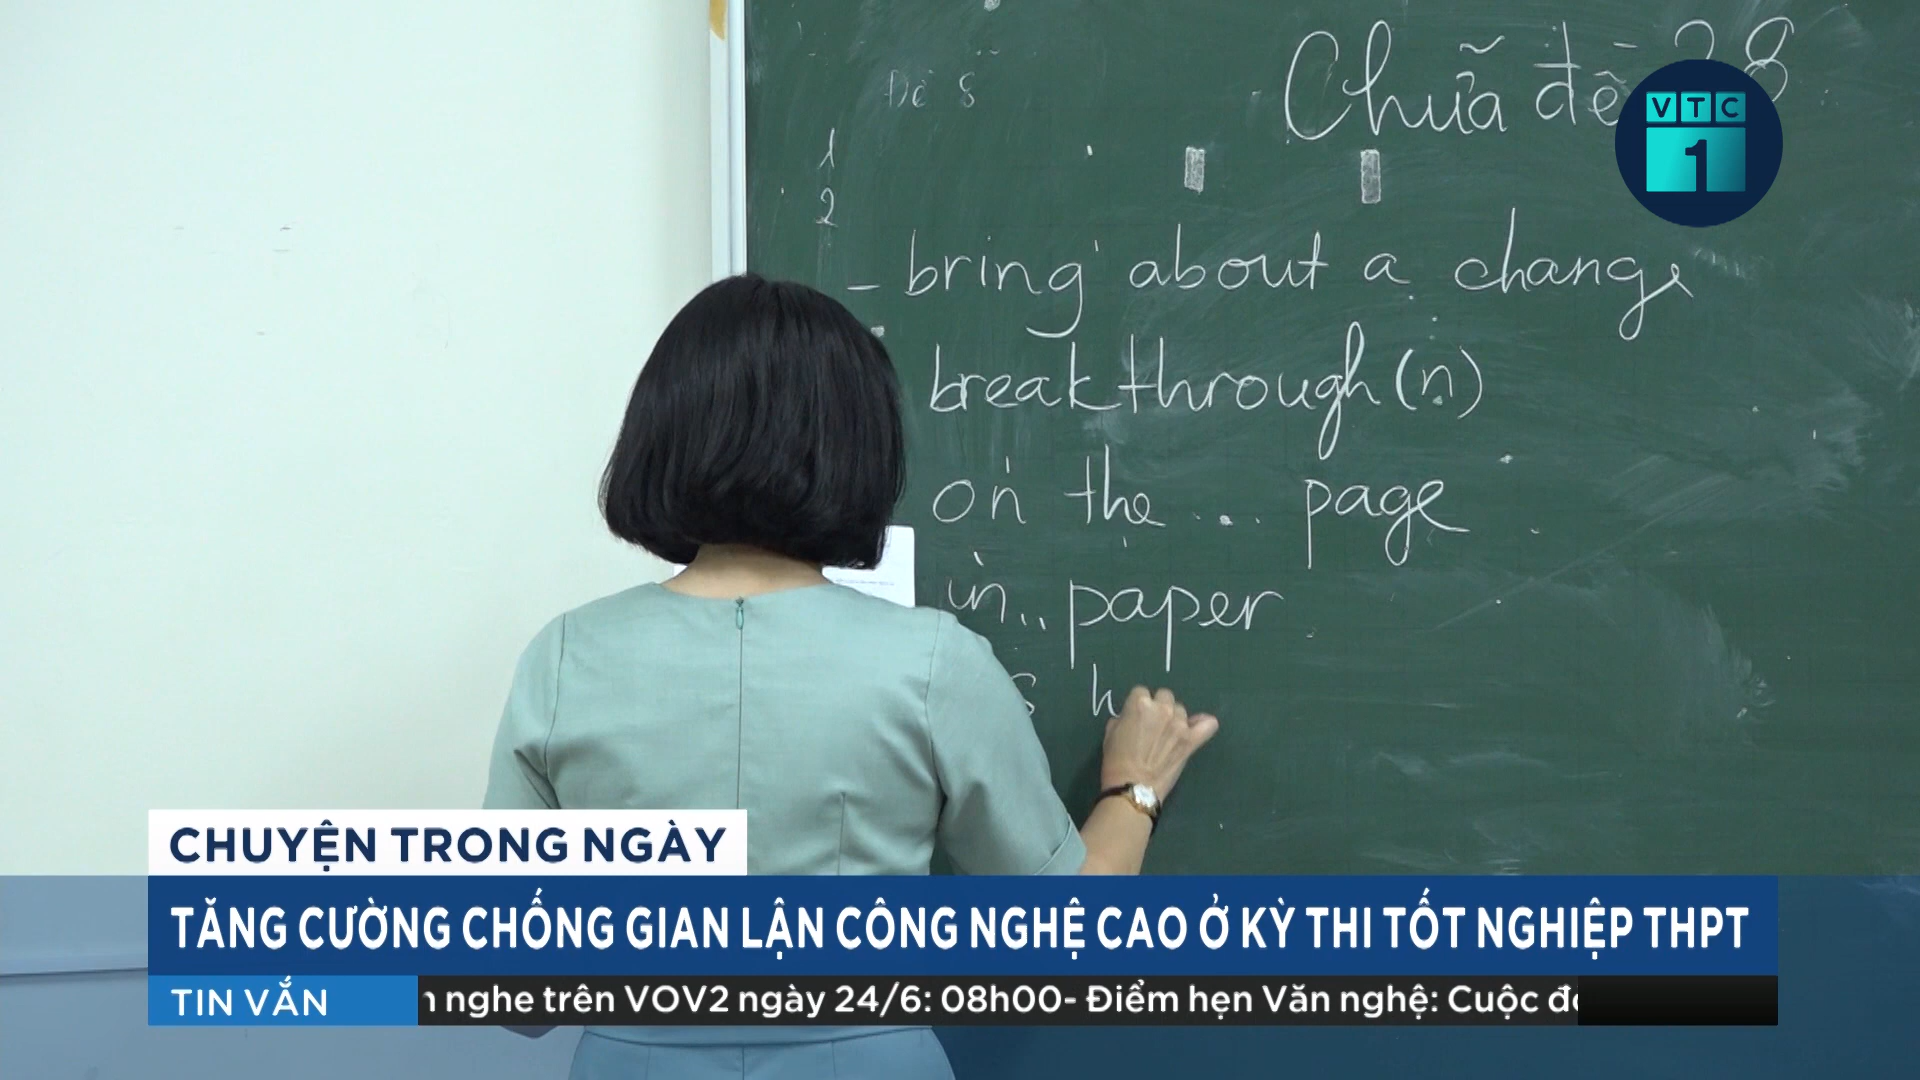 Đề 8
Chữa đề
VTC
1
1
2
- bring about a change
breakthrough (n)
on the ... page
in .. paper
CHUYỆN TRONG NGÀY
TĂNG CƯỜNG CHỐNG GIAN LẬN CÔNG NGHỆ CAO Ở KỲ THI TỐT NGHIỆP THPT
TIN VẮN
nghe trên VOV2 ngày 24/6: 08h00- Điểm hẹn Văn nghệ: Cuộc